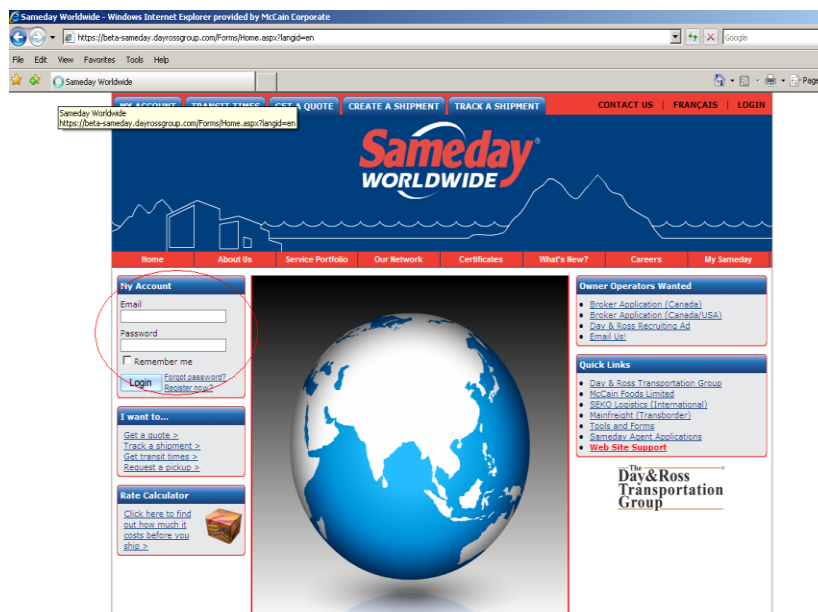 Sameday Worldwide - Windows Internet Explorer provided by McCain Corporate
https://beta-sameday.dayrossgroup.com/Forms/Home.aspx?langid=en
Google
File Edit View Favorites Tools Help
Sameday Worldwide
Page
MY ACCOUNT TRANSIT TIMES GET A QUOTE CREATE A SHIPMENT TRACK A SHIPMENT CONTACT US | FRANÇAIS | LOGIN
Sameday Worldwide
https://beta-sameday.dayrossgroup.com/Forms/Home.aspx?langid=en
Sameday®
WORLDWIDE
Home About Us Service Portfolio Our Network Certificates What's New? Careers My Sameday
My Account
Email
Password
Remember me
Login
Forgot password?
Register now?
I want to...
Get a quote >
Track a shipment >
Get transit times >
Request a pickup >
Rate Calculator
Click here to find
out how much it
costs before you
ship >
Owner Operators Wanted
Broker Application (Canada)
Broker Application (Canada/USA)
Day & Ross Recruiting Ad
Email Us!
Quick Links
Day & Ross Transportation Group
McCain Foods Limited
SEKO Logistics (International)
Mainfreight (Transborder)
Tools and Forms
Sameday Agent Applications
Web Site Support
The
Day&Ross
Transportation
Group